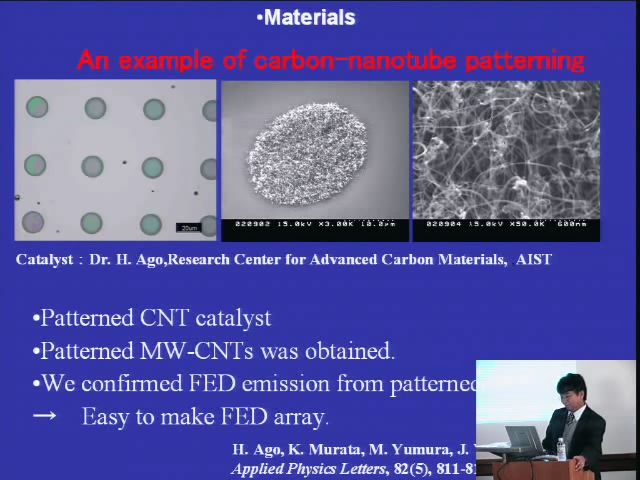 •Materials
An example of carbon-nanotube patterning
20um
020902 15.0kV X3.00K 10.0µm
020904 15.0kV X50.0K 600nm
Catalyst : Dr. H. Ago,Research Center for Advanced Carbon Materials, AIST
•Patterned CNT catalyst
•Patterned MW-CNTs was obtained.
•We confirmed FED emission from patterned
→ Easy to make FED array.
H. Ago, K. Murata, M. Yumura, J.
Applied Physics Letters, 82(5), 811-